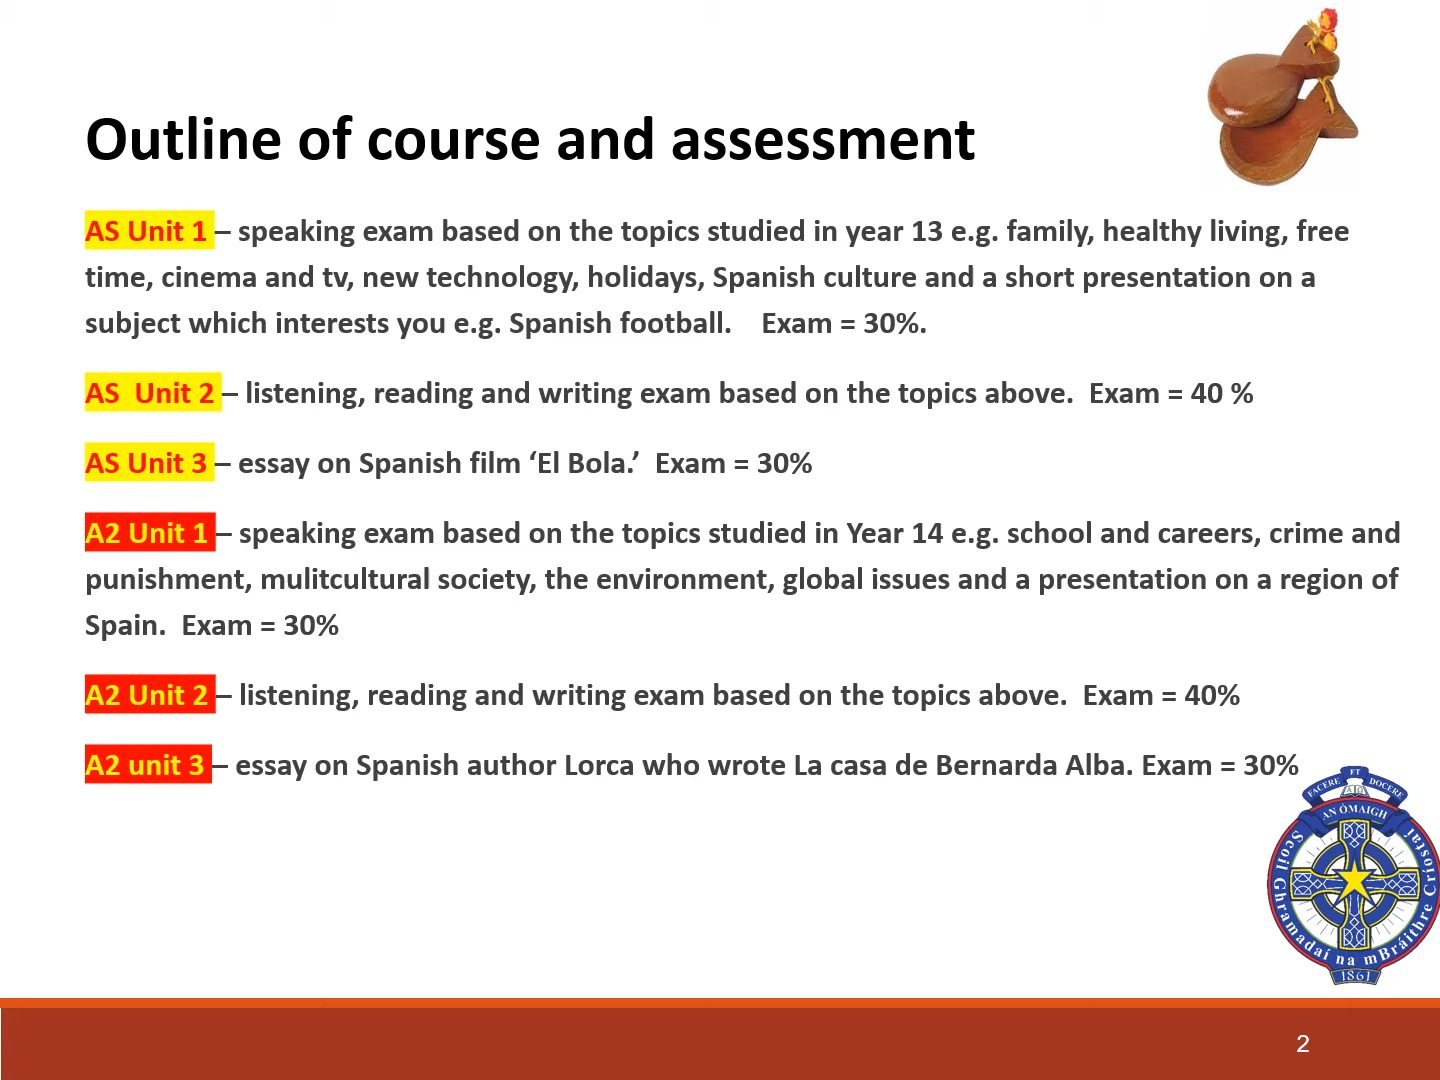 Outline of course and assessment
AS Unit 1 – speaking exam based on the topics studied in year 13 e.g. family, healthy living, free
time, cinema and tv, new technology, holidays, Spanish culture and a short presentation on a
subject which interests you e.g. Spanish football.    Exam = 30%.
AS  Unit 2 – listening, reading and writing exam based on the topics above.  Exam = 40 %
AS Unit 3 – essay on Spanish film ‘El Bola.’  Exam = 30%
A2 Unit 1 – speaking exam based on the topics studied in Year 14 e.g. school and careers, crime and
punishment, mulitcultural society, the environment, global issues and a presentation on a region of
Spain.  Exam = 30%
A2 Unit 2 – listening, reading and writing exam based on the topics above.  Exam = 40%
A2 unit 3 – essay on Spanish author Lorca who wrote La casa de Bernarda Alba. Exam = 30%
FACERE ET DOCERE
AN ÓMAIGH
Scoil Ghramadaí na mBráithre Críostaí
1861
2